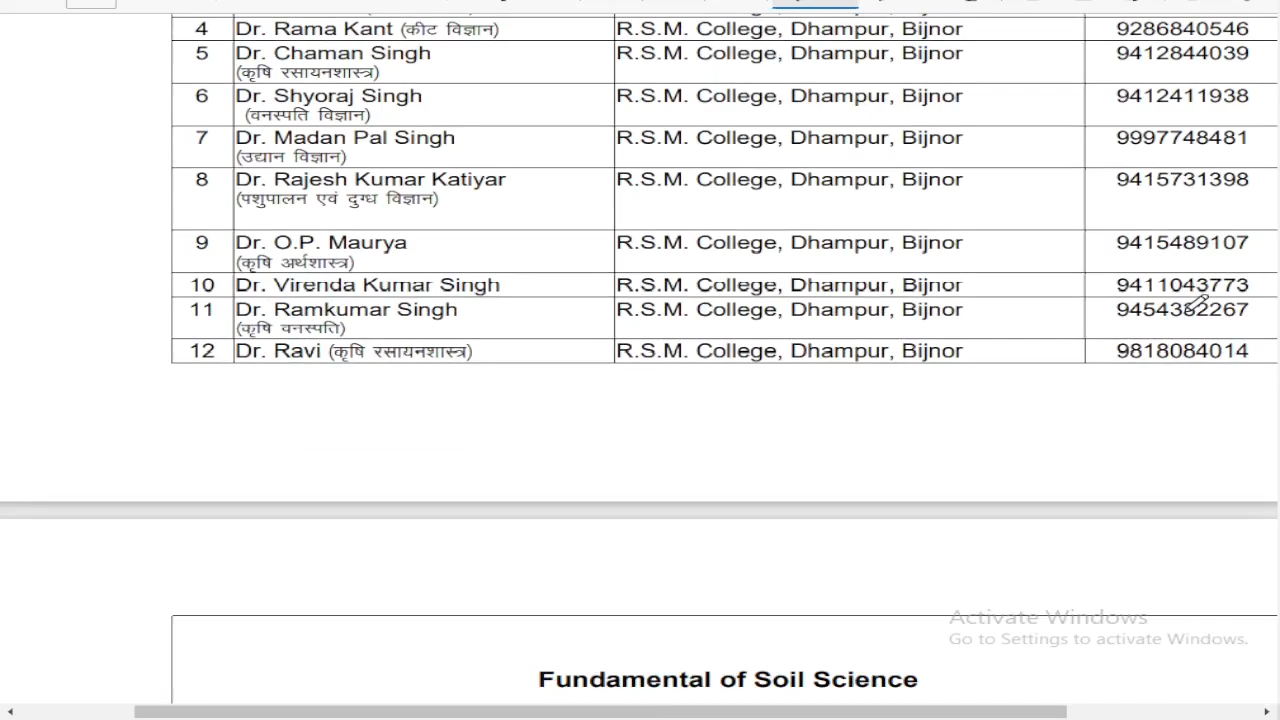 4 Dr. Rama Kant (कीट विज्ञान) R.S.M. College, Dhampur, Bijnor 9286840546
5 Dr. Chaman Singh R.S.M. College, Dhampur, Bijnor 9412844039
(कृषि रसायनशास्त्र)
6 Dr. Shyoraj Singh R.S.M. College, Dhampur, Bijnor 9412411938
(वनस्पति विज्ञान)
7 Dr. Madan Pal Singh R.S.M. College, Dhampur, Bijnor 9997748481
(उद्यान विज्ञान)
8 Dr. Rajesh Kumar Katiyar R.S.M. College, Dhampur, Bijnor 9415731398
(पशुपालन एवं दुग्ध विज्ञान)
9 Dr. O.P. Maurya R.S.M. College, Dhampur, Bijnor 9415489107
(कृषि अर्थशास्त्र)
10 Dr. Virenda Kumar Singh R.S.M. College, Dhampur, Bijnor 9411043773
11 Dr. Ramkumar Singh R.S.M. College, Dhampur, Bijnor
(कृषि वनस्पति)
12 Dr. Ravi (कृषि रसायनशास्त्र) R.S.M. College, Dhampur, Bijnor 9818084014
Activate Windows
Go to Settings to activate Windows.
Fundamental of Soil Science